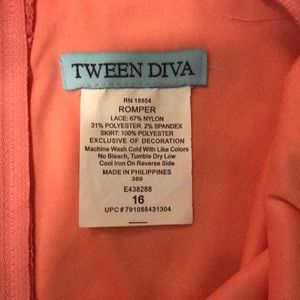 TWEEN DIVA
RN 18854
ROMPER
LACE: 67% NYLON
31% POLYESTER 2% SPANDEX
SKIRT: 100% POLYESTER
EXCLUSIVE OF DECORATION
Machine Wash Cold With Like Colors
No Bleach, Tumble Dry Low
Cool Iron On Reverse Side
MADE IN PHILIPPINES
389
E438288
16
UPC # 791088431304